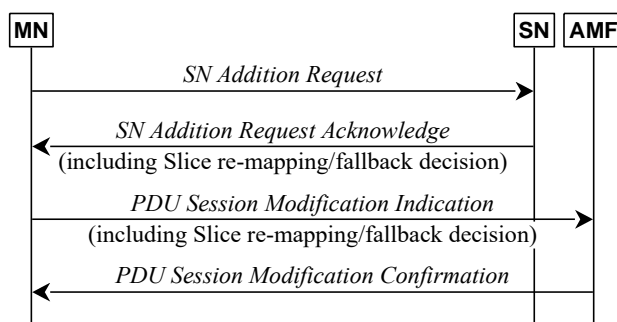 MN SN AMF
SN Addition Request
SN Addition Request Acknowledge
(including Slice re-mapping/fallback decision)
PDU Session Modification Indication
(including Slice re-mapping/fallback decision)
PDU Session Modification Confirmation